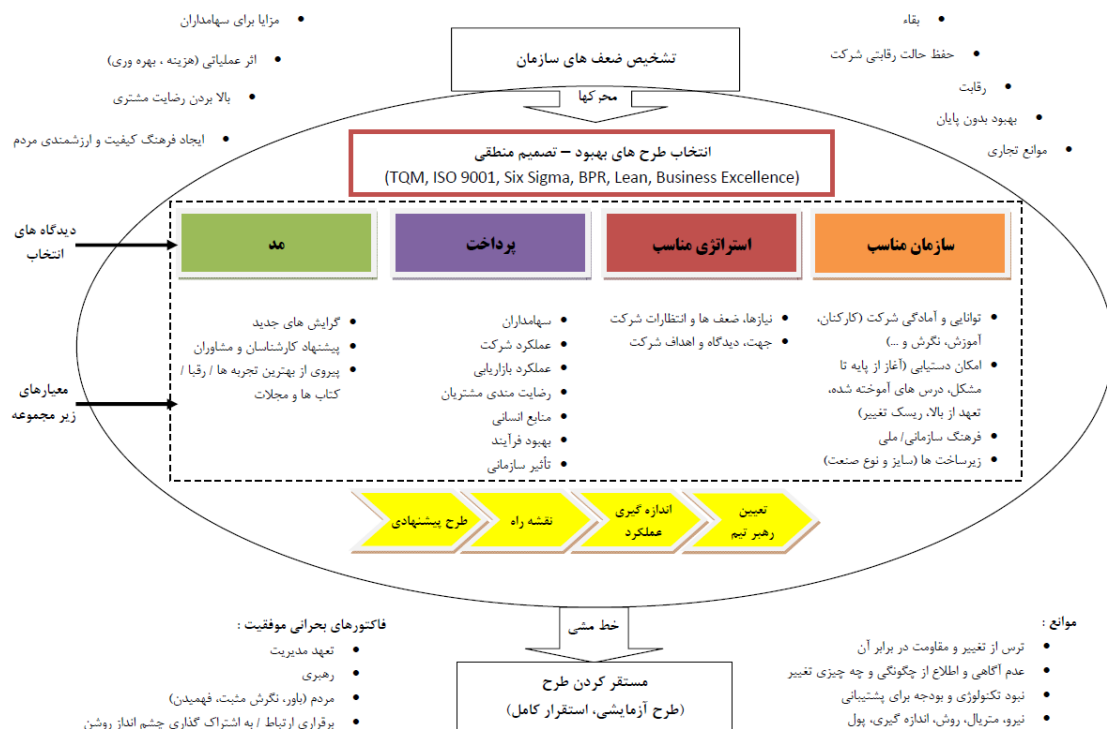 مزایا برای سهامداران
اثر عملیاتی (هزینه ، بهره وری)
بالا بردن رضایت مشتری
ایجاد فرهنگ کیفیت و ارزشمندی مردم
بقاء
حفظ حالت رقابتی شرکت
رقابت
بهبود بدون پایان
موانع تجاری
تشخیص ضعف های سازمان
محرکها
انتخاب طرح های بهبود – تصمیم منطقی
(TQM, ISO 9001, Six Sigma, BPR, Lean, Business Excellence)
دیدگاه های
انتخاب
سازمان مناسب
استراتژی مناسب
پرداخت
مد
معیارهای
زیر مجموعه
توانایی و آمادگی شرکت (کارکنان،
آموزش، نگرش و ...)
امکان دستیابی (آغاز از پایه تا
مشکل، درس های آموخته شده،
تعهد از بالا، ریسک تغییر)
فرهنگ سازمانی/ ملی
زیرساخت ها (سایز و نوع صنعت)
نیازها، ضعف ها و انتظارات شرکت
جهت، دیدگاه و اهداف شرکت
سهامداران
عملکرد شرکت
عملکرد بازاریابی
رضایت مندی مشتریان
منابع انسانی
بهبود فرآیند
تأثیر سازمانی
گرایش های جدید
پیشنهاد کارشناسان و مشاوران
پیروی از بهترین تجربه ها / رقبا /
کتاب ها و مجلات
طرح پیشنهادی
نقشه راه
اندازه گیری
عملکرد
تعیین
رهبر تیم
خط مشی
مستقر کردن طرح
(طرح آزمایشی، استقرار کامل)
موانع :
ترس از تغییر و مقاومت در برابر آن
عدم آگاهی و اطلاع از چگونگی و چه چیزی تغییر
نبود تکنولوژی و بودجه برای پشتیبانی
نیرو، متریال، روش، اندازه گیری، پول
فاکتورهای بحرانی موفقیت :
تعهد مدیریت
رهبری
مردم (باور، نگرش مثبت، فهمیدن)
برقراری ارتباط / به اشتراک گذاری چشم انداز روشن